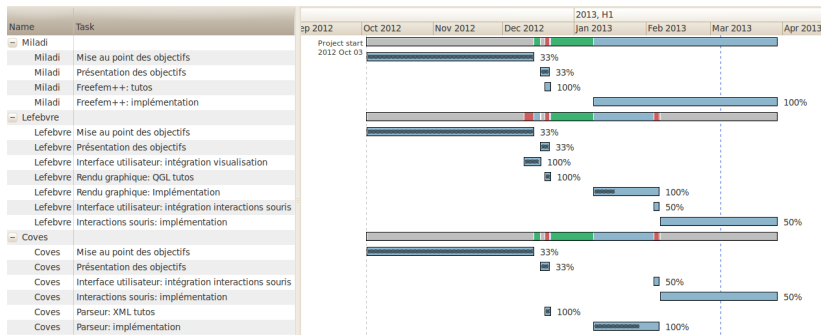 2013, H1
Name Task ep 2012 Oct 2012 Nov 2012 Dec 2012 Jan 2013 Feb 2013 Mar 2013 Apr 2013
Miladi Project start
2012 Oct 03
Miladi Mise au point des objectifs 33%
Miladi Présentation des objectifs 33%
Miladi Freefem++: tutos 100%
Miladi Freefem++: implémentation 100%
Lefebvre
Lefebvre Mise au point des objectifs 33%
Lefebvre Présentation des objectifs 33%
Lefebvre Interface utilisateur: intégration visualisation 100%
Lefebvre Rendu graphique: QGL tutos 100%
Lefebvre Rendu graphique: Implémentation 100%
Lefebvre Interface utilisateur: intégration interactions souris 50%
Lefebvre Interactions souris: implémentation 50%
Coves
Coves Mise au point des objectifs 33%
Coves Présentation des objectifs 33%
Coves Interface utilisateur: intégration interactions souris 50%
Coves Interactions souris: implémentation 50%
Coves Parseur: XML tutos 100%
Coves Parseur: implémentation 100%